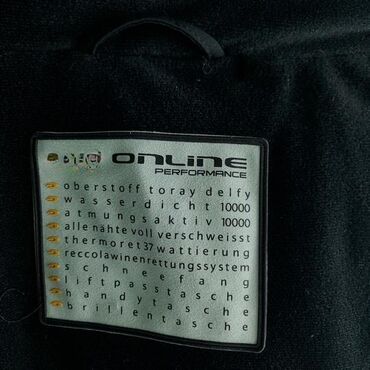 ONLINE
PERFORMANCE
oberstoff toray delfy
wasserdicht 10000
atmungsaktiv 10000
alle nähte voll verschweisst
thermoret 37 wattierung
reccolawinenrettungssystem
schneefang
liftpasstasche
handytasche
brillentasche